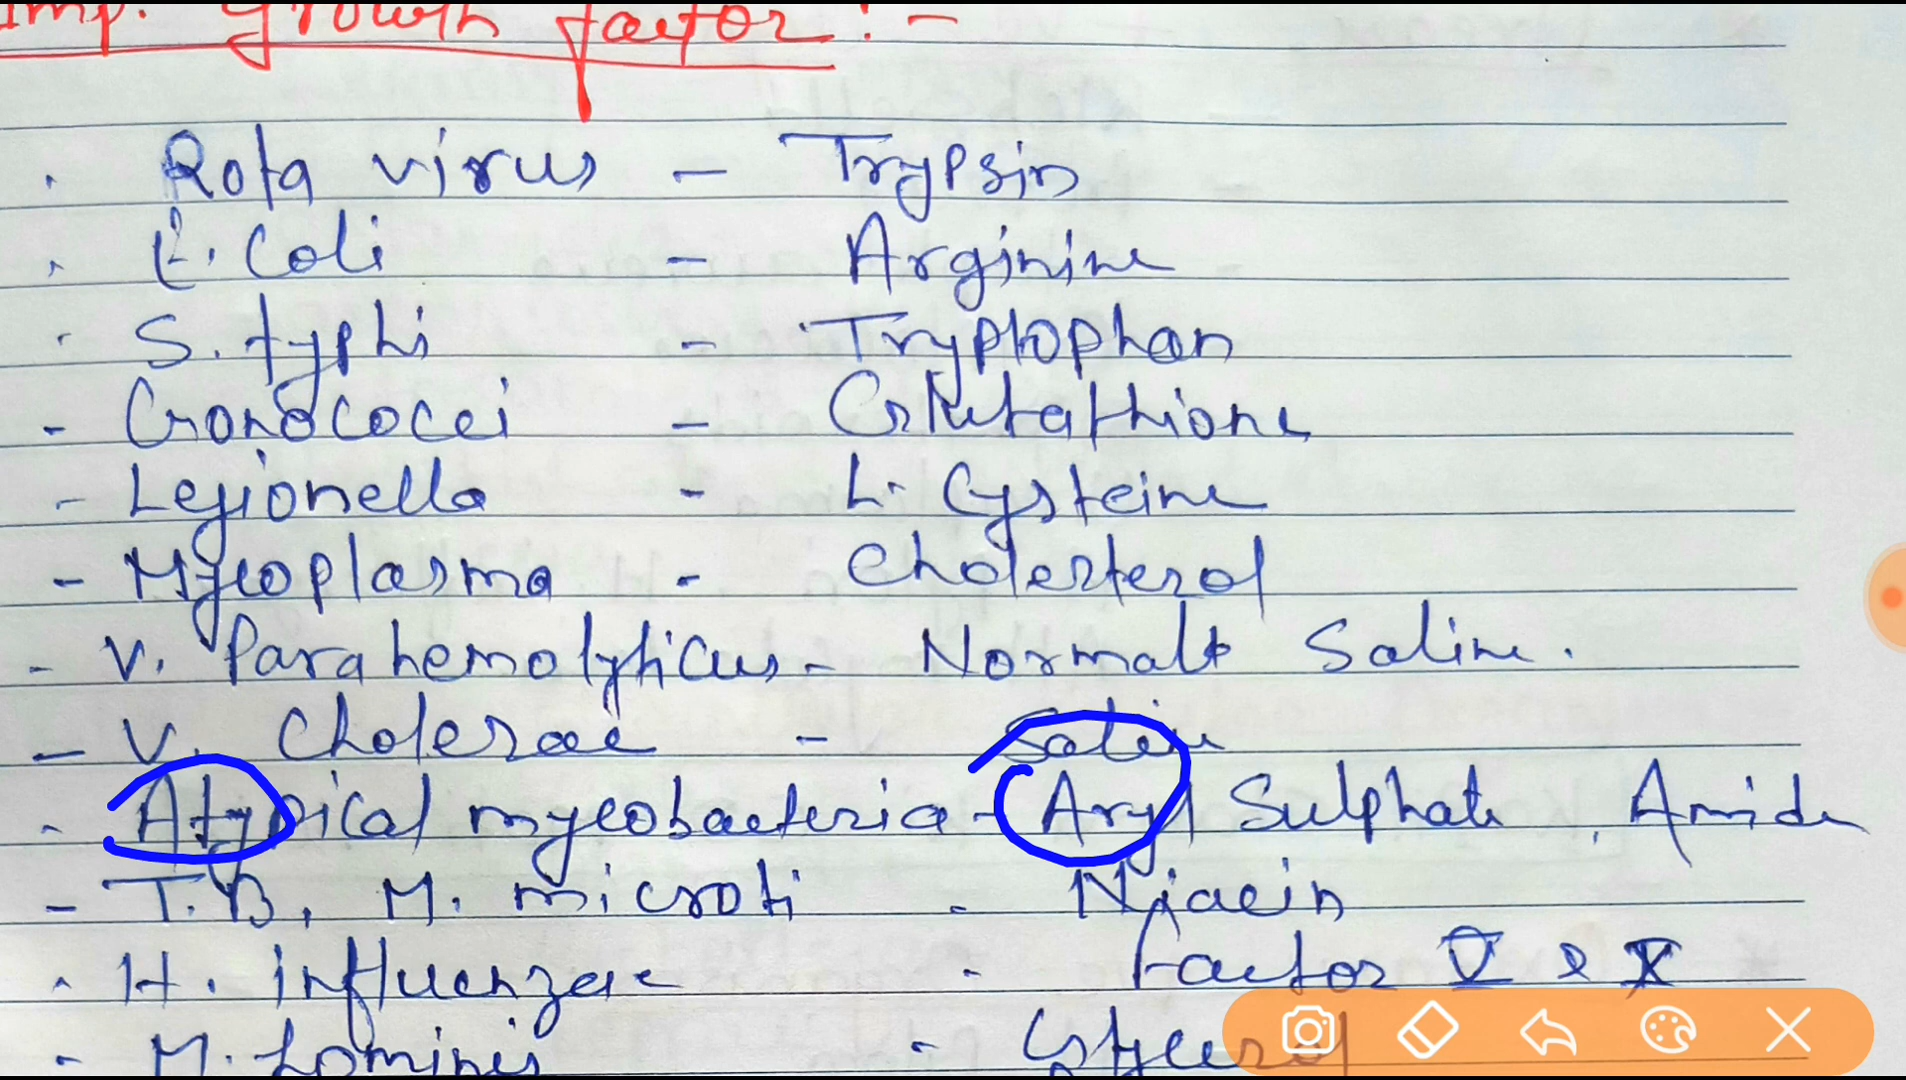 Imp. Growth factor :-
. Rota virus - Trypsin
. E. Coli - Arginine
. S. typhi - Tryptophan
- Gonococci - Glutathione
- Legionella - L. Cysteine
- Mycoplasma - Cholesterol
- V. Parahemolyticus - Normal Saline.
- V. Cholerae - Saline
- Atypical mycobacteria - Aryl Sulphate, Amide
- T.B, M. microti - Niacin
. H. influenzae - factor V & X
- M. hominis - Glycerol